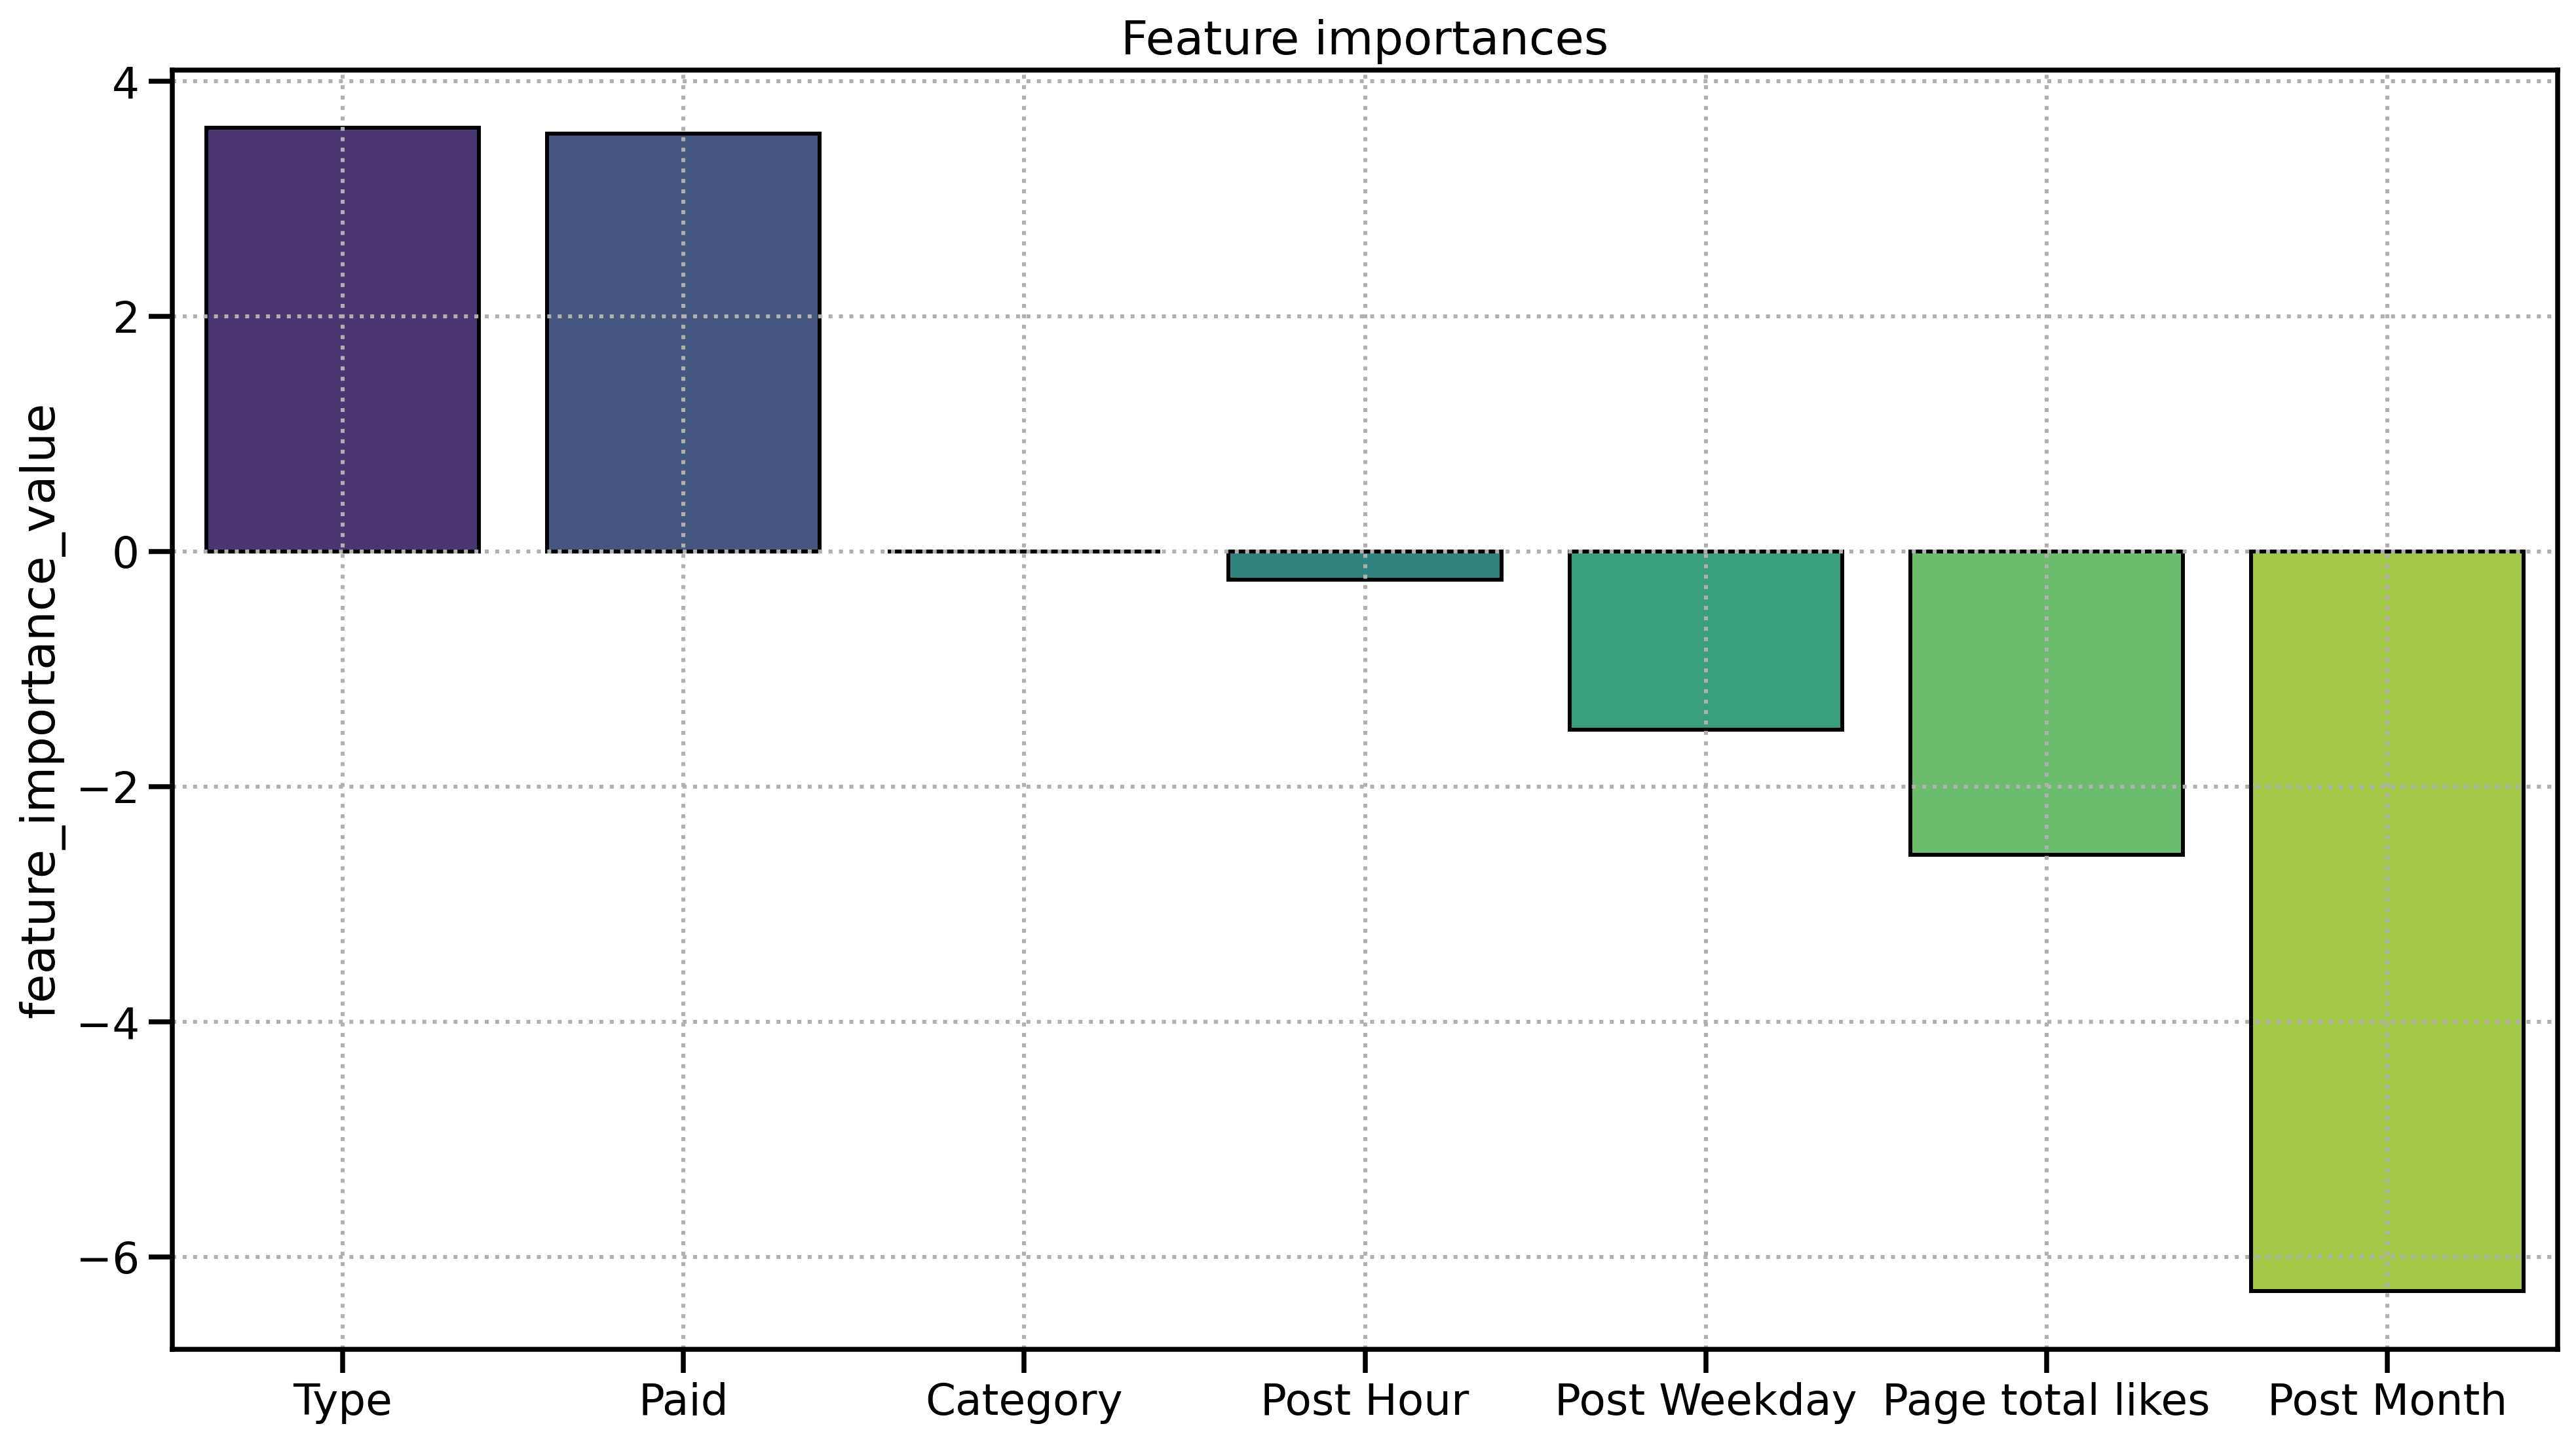 Feature importances
feature_importance_value
4
2
0
−2
−4
−6
Type
Paid
Category
Post Hour
Post Weekday
Page total likes
Post Month